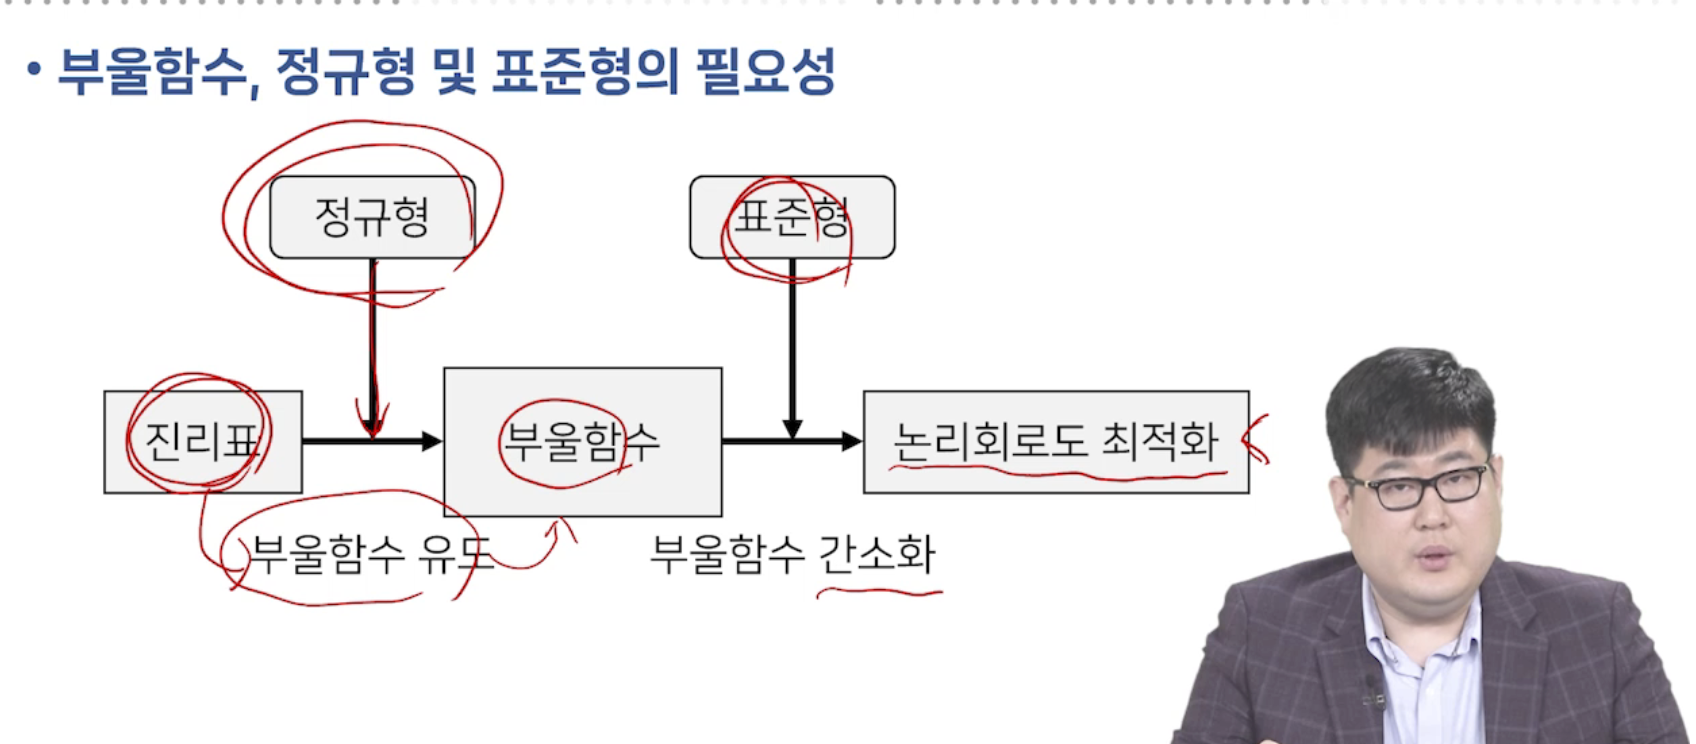 • 부울함수, 정규형 및 표준형의 필요성
정규형
표준형
진리표
부울함수
논리회로도 최적화
부울함수 유도
부울함수 간소화